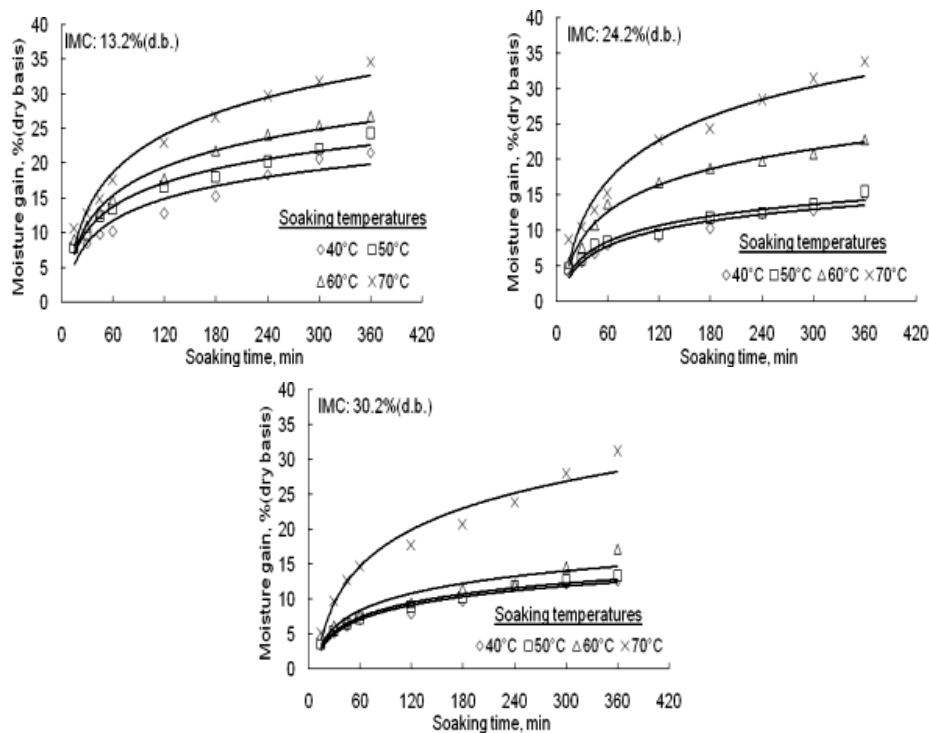 IMC: 13.2%(d.b.)
Moisture gain, %(dry basis)
40
35
30
25
20
15
10
5
0
Soaking temperatures
◇40°C □50°C
△60°C ×70°C
0 60 120 180 240 300 360 420
Soaking time, min
IMC: 24.2%(d.b.)
Moisture gain, %(dry basis)
40
35
30
25
20
15
10
5
0
Soaking temperatures
◇40°C □50°C △60°C ×70°C
0 60 120 180 240 300 360 420
Soaking time, min
IMC: 30.2%(d.b.)
Moisture gain, %(dry basis)
40
35
30
25
20
15
10
5
0
Soaking temperatures
◇40°C □50°C △60°C ×70°C
0 60 120 180 240 300 360 420
Soaking time, min